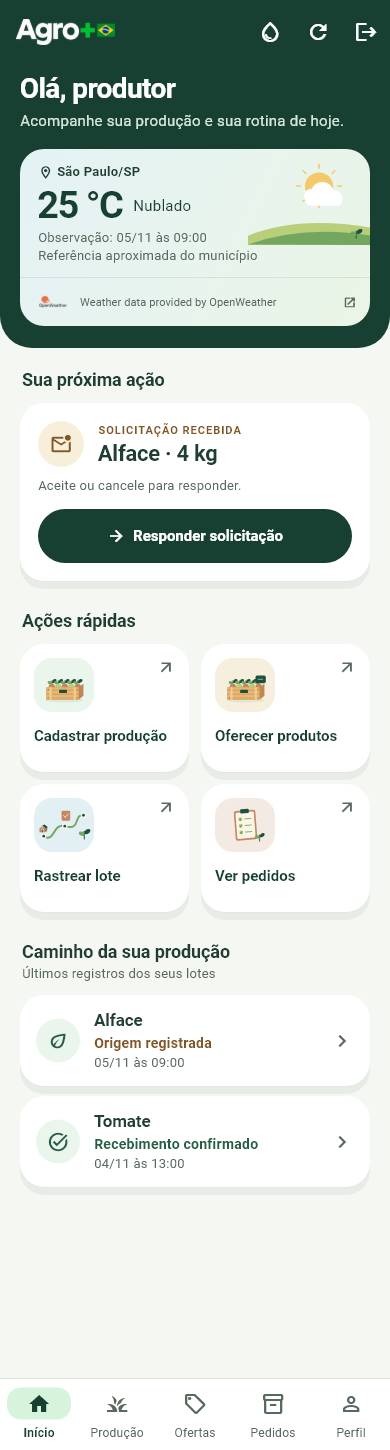 Agro+
Olá, produtor
Acompanhe sua produção e sua rotina de hoje.
São Paulo/SP
25 °C Nublado
Observação: 05/11 às 09:00
Referência aproximada do município
OpenWeather
Weather data provided by OpenWeather
Sua próxima ação
SOLICITAÇÃO RECEBIDA
Alface · 4 kg
Aceite ou cancele para responder.
Responder solicitação
Ações rápidas
Cadastrar produção
Oferecer produtos
Rastrear lote
Ver pedidos
Caminho da sua produção
Últimos registros dos seus lotes
Alface
Origem registrada
05/11 às 09:00
Tomate
Recebimento confirmado
04/11 às 13:00
Início
Produção
Ofertas
Pedidos
Perfil